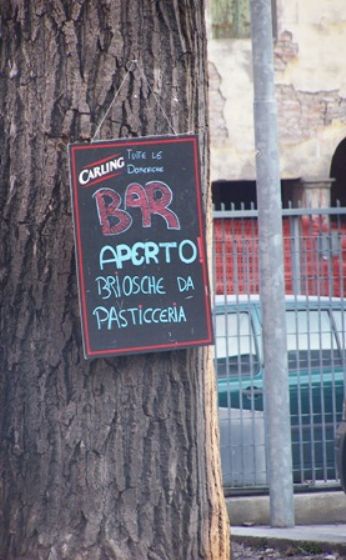 CARLING
TUTTE LE
DOMENICHE
BAR
APERTO!
BRIOSCHE DA
PASTICCERIA